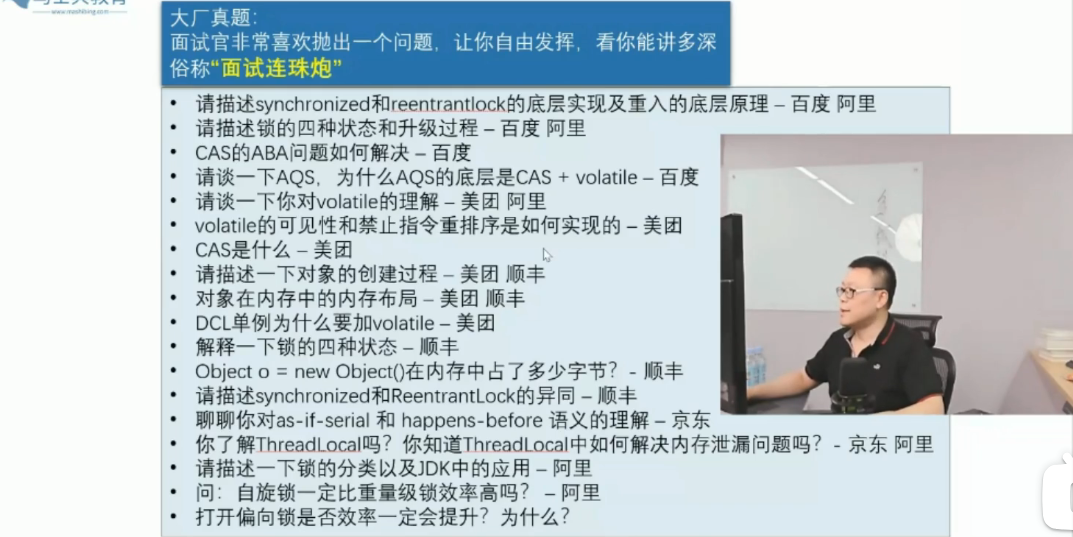 www.mashibing.com
大厂真题：
面试官非常喜欢抛出一个问题，让你自由发挥，看你能讲多深
俗称“面试连珠炮”
• 请描述synchronized和reentrantlock的底层实现及重入的底层原理 – 百度 阿里
• 请描述锁的四种状态和升级过程 – 百度 阿里
• CAS的ABA问题如何解决 – 百度
• 请谈一下AQS，为什么AQS的底层是CAS + volatile – 百度
• 请谈一下你对volatile的理解 – 美团 阿里
• volatile的可见性和禁止指令重排序是如何实现的 – 美团
• CAS是什么 – 美团
• 请描述一下对象的创建过程 – 美团 顺丰
• 对象在内存中的内存布局 – 美团 顺丰
• DCL单例为什么要加volatile – 美团
• 解释一下锁的四种状态 – 顺丰
• Object o = new Object()在内存中占了多少字节？ - 顺丰
• 请描述synchronized和ReentrantLock的异同 – 顺丰
• 聊聊你对as-if-serial 和 happens-before 语义的理解 – 京东
• 你了解ThreadLocal吗？你知道ThreadLocal中如何解决内存泄漏问题吗？ - 京东 阿里
• 请描述一下锁的分类以及JDK中的应用 – 阿里
• 问：自旋锁一定比重量级锁效率高吗？ – 阿里
• 打开偏向锁是否效率一定会提升？为什么？